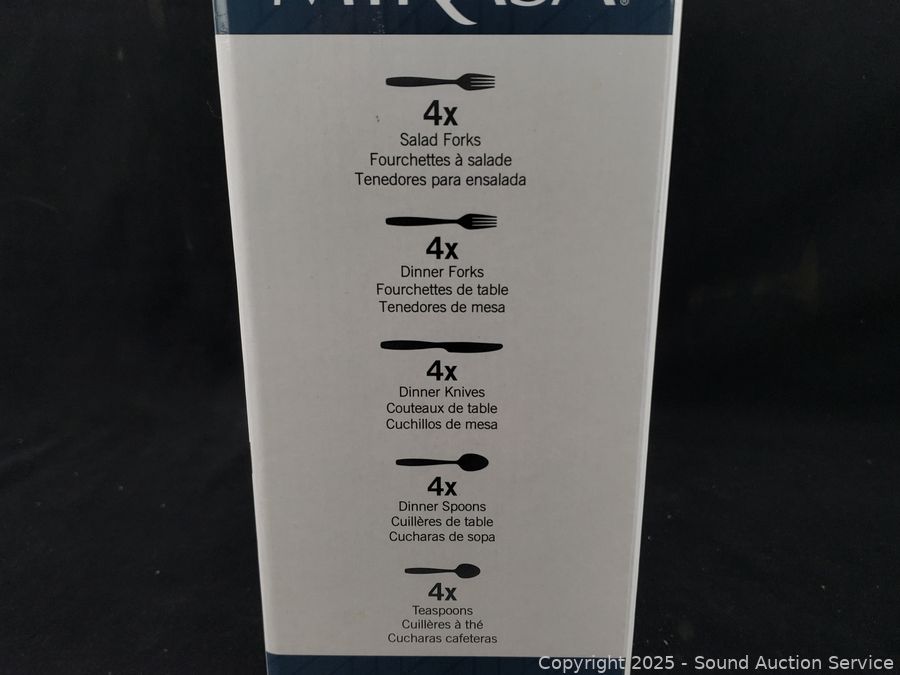 MIKASA®
4x
Salad Forks
Fourchettes à salade
Tenedores para ensalada
4x
Dinner Forks
Fourchettes de table
Tenedores de mesa
4x
Dinner Knives
Couteaux de table
Cuchillos de mesa
4x
Dinner Spoons
Cuillères de table
Cucharas de sopa
4x
Teaspoons
Cuillères à thé
Cucharas cafeteras
Copyright 2025 - Sound Auction Service